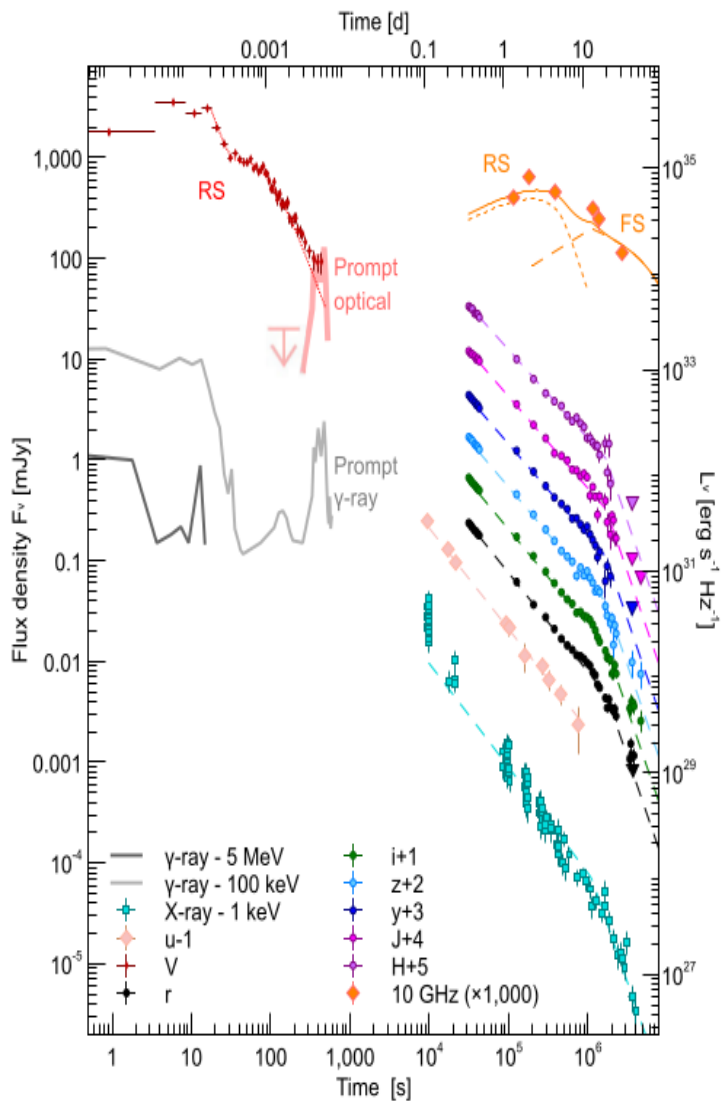 Time [d]
0.001 0.1 1 10
1,000
100
10
1
0.1
0.01
0.001
10⁻⁴
10⁻⁵
Flux density Fᵥ [mJy]
10³⁵
10³³
10³¹
10²⁹
10²⁷
Lᵥ [erg s⁻¹ Hz⁻¹]
RS
RS
FS
Prompt
optical
Prompt
γ-ray
γ-ray - 5 MeV
γ-ray - 100 keV
X-ray - 1 keV
u-1
V
r
i+1
z+2
y+3
J+4
H+5
10 GHz (×1,000)
1 10 100 1,000 10⁴ 10⁵ 10⁶
Time [s]